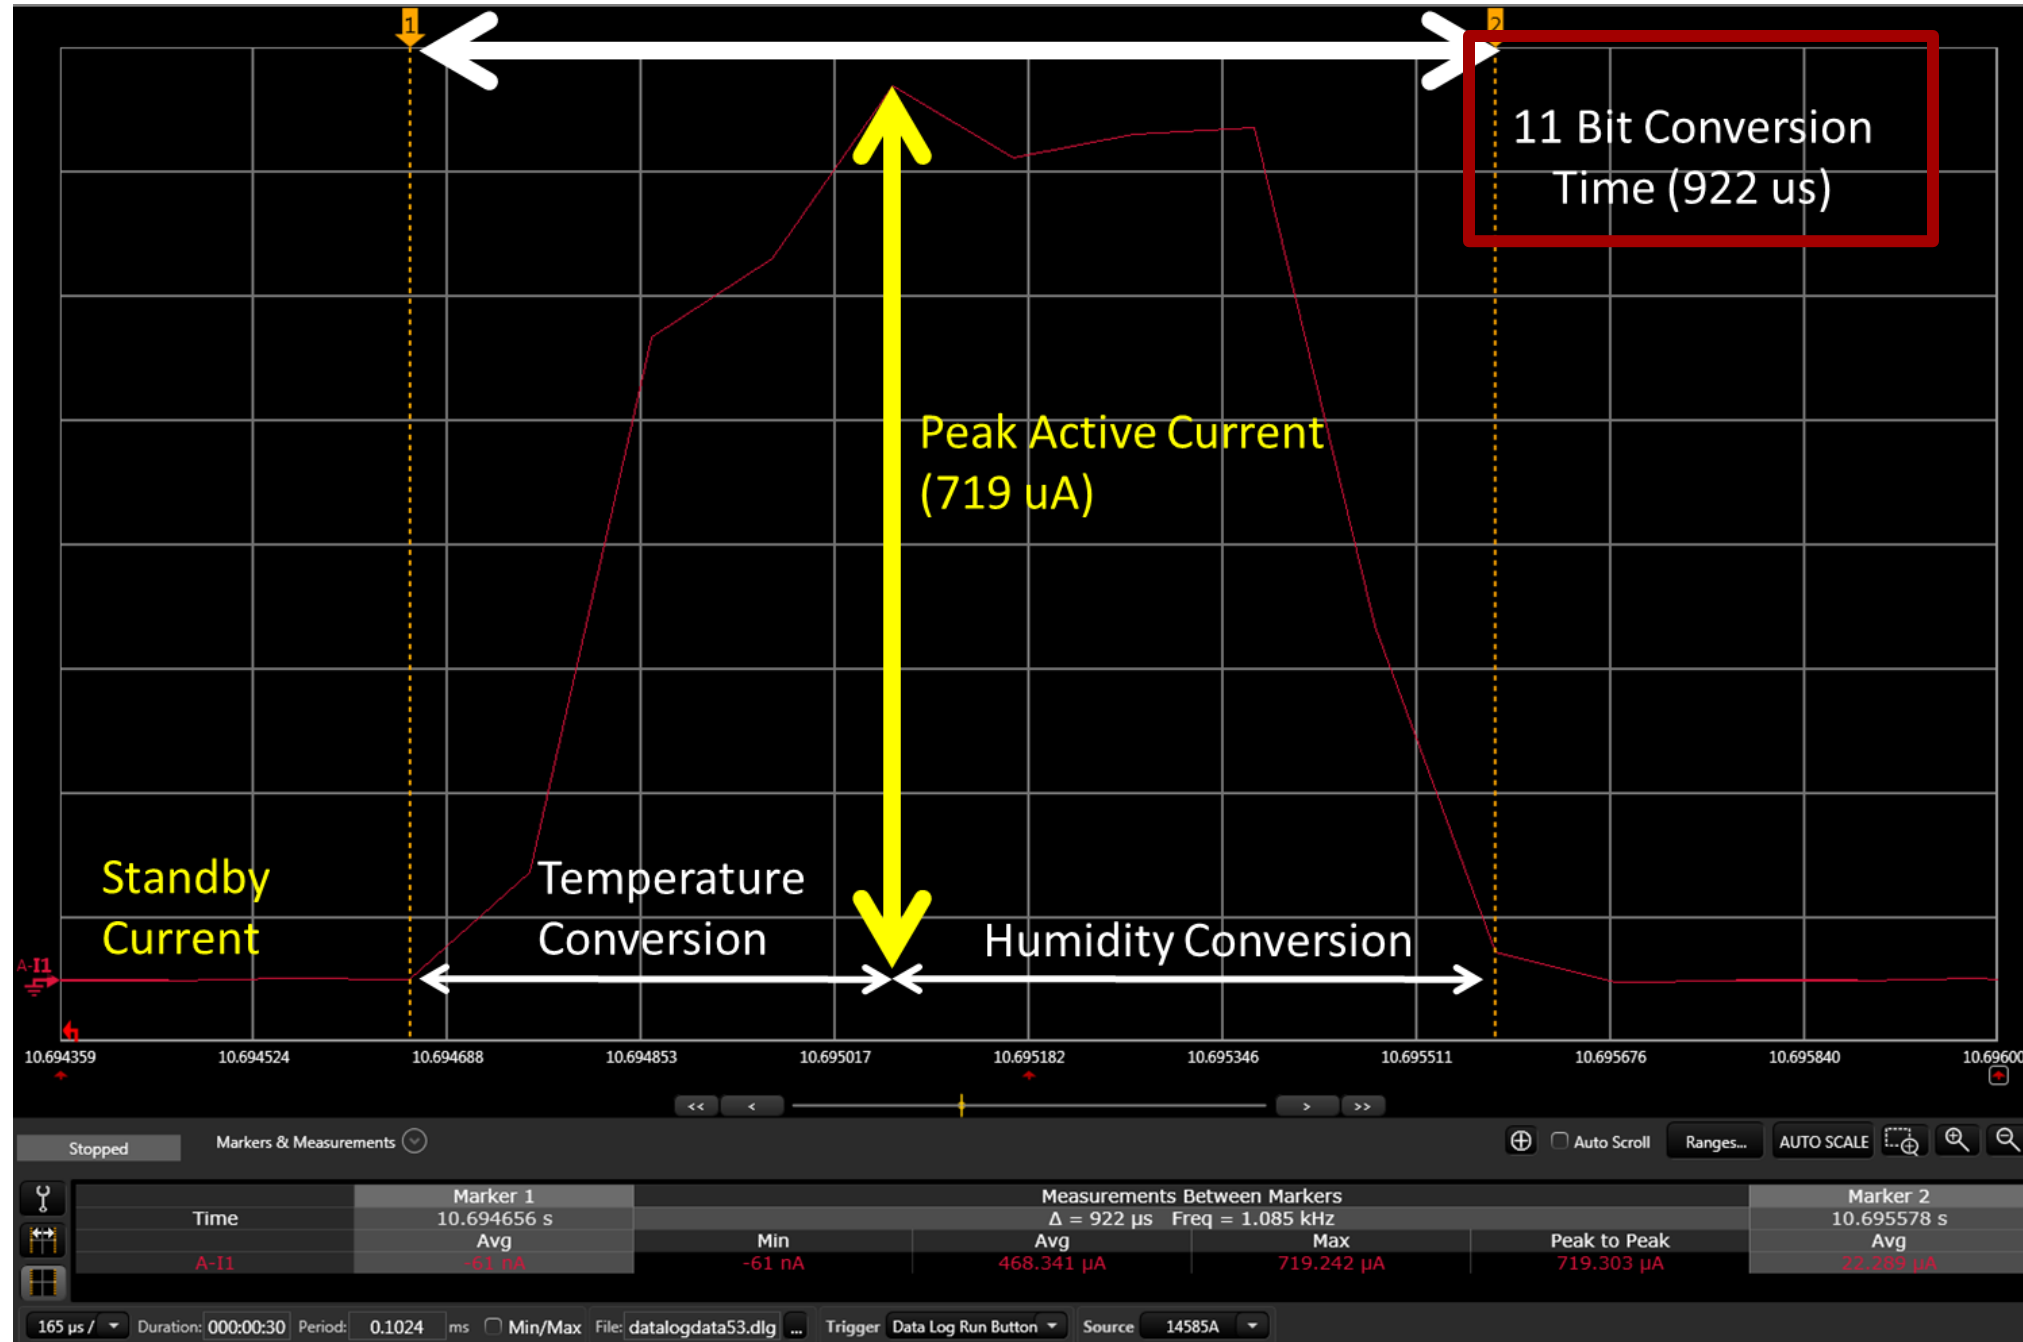 1
2
11 Bit Conversion
Time (922 us)
Peak Active Current
(719 uA)
Standby
Current
Temperature
Conversion
Humidity Conversion
A-I1
10.694359 10.694524 10.694688 10.694853 10.695017 10.695182 10.695346 10.695511 10.695676 10.695840 10.69600
<< < > >>
Stopped Markers & Measurements Auto Scroll Ranges... AUTO SCALE
Marker 1 Measurements Between Markers Marker 2
Time 10.694656 s Δ = 922 µs Freq = 1.085 kHz 10.695578 s
Avg Min Avg Max Peak to Peak Avg
A-I1 -61 nA -61 nA 468.341 µA 719.242 µA 719.303 µA 22.289 µA
165 µs / Duration: 000:00:30 Period: 0.1024 ms Min/Max File: datalogdata53.dlg ... Trigger Data Log Run Button Source 14585A